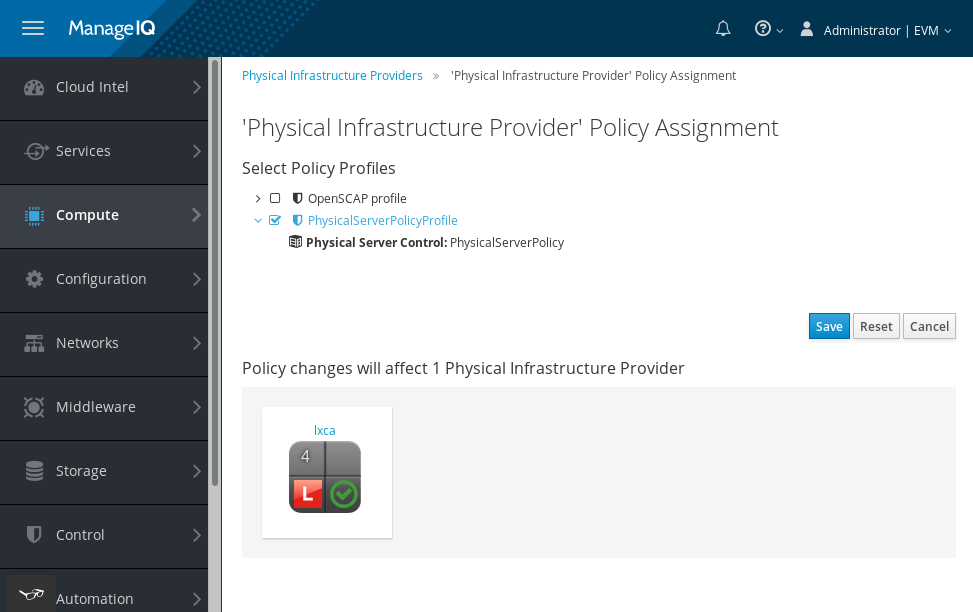 ManageIQ
Administrator | EVM
Cloud Intel
Services
Compute
Configuration
Networks
Middleware
Storage
Control
Automation
Physical Infrastructure Providers » 'Physical Infrastructure Provider' Policy Assignment
'Physical Infrastructure Provider' Policy Assignment
Select Policy Profiles
OpenSCAP profile
PhysicalServerPolicyProfile
Physical Server Control: PhysicalServerPolicy
Save Reset Cancel
Policy changes will affect 1 Physical Infrastructure Provider
lxca
4
L